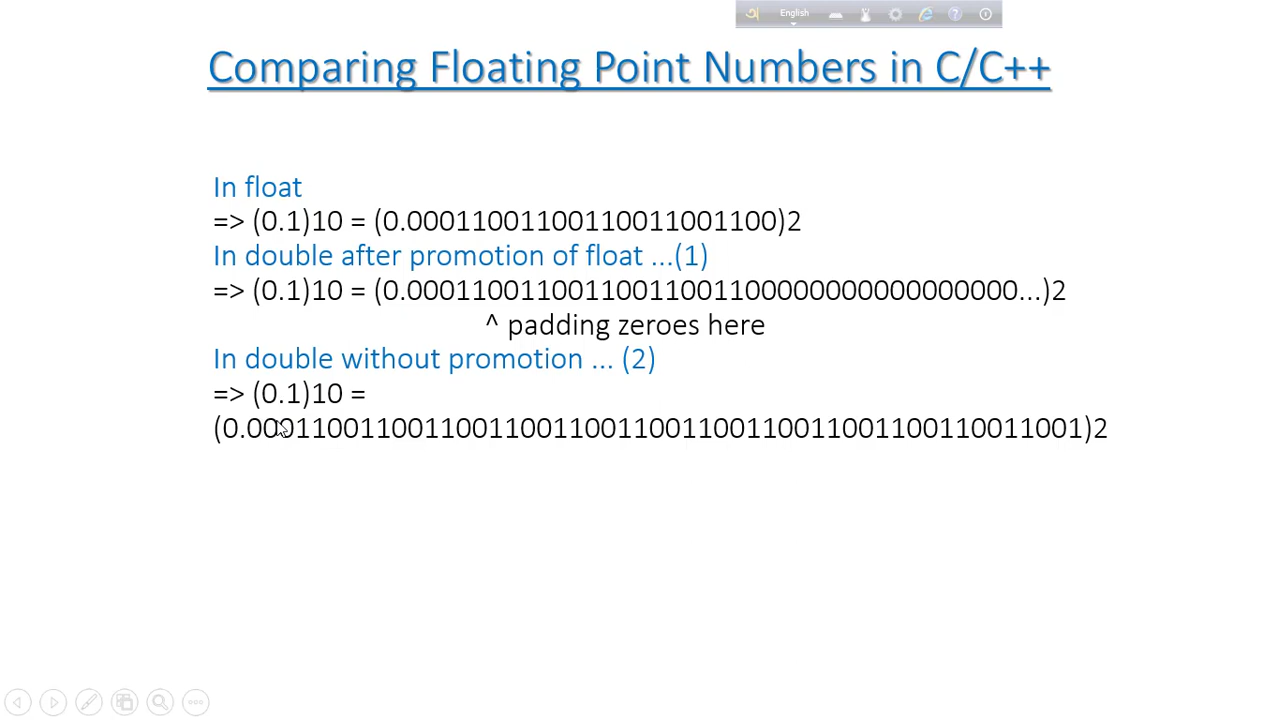 English
Comparing Floating Point Numbers in C/C++
In float
=> (0.1)10 = (0.00011001100110011001100)2
In double after promotion of float ...(1)
=> (0.1)10 = (0.00011001100110011001100000000000000000...)2
^ padding zeroes here
In double without promotion ... (2)
=> (0.1)10 =
(0.0001100110011001100110011001100110011001100110011001)2